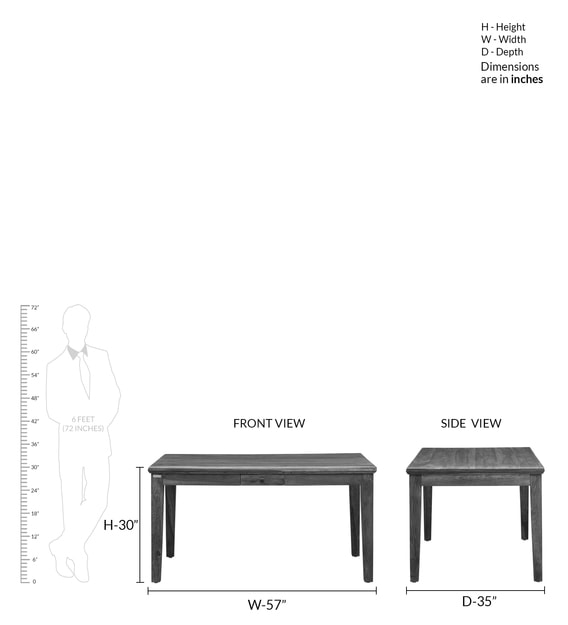 H - Height
W - Width
D - Depth
Dimensions
are in inches
72"
66"
60"
54"
48"
42"
36"
30"
24"
18"
12"
6"
0
6 FEET
(72 INCHES)
FRONT VIEW
SIDE VIEW
H-30”
W-57”
D-35”